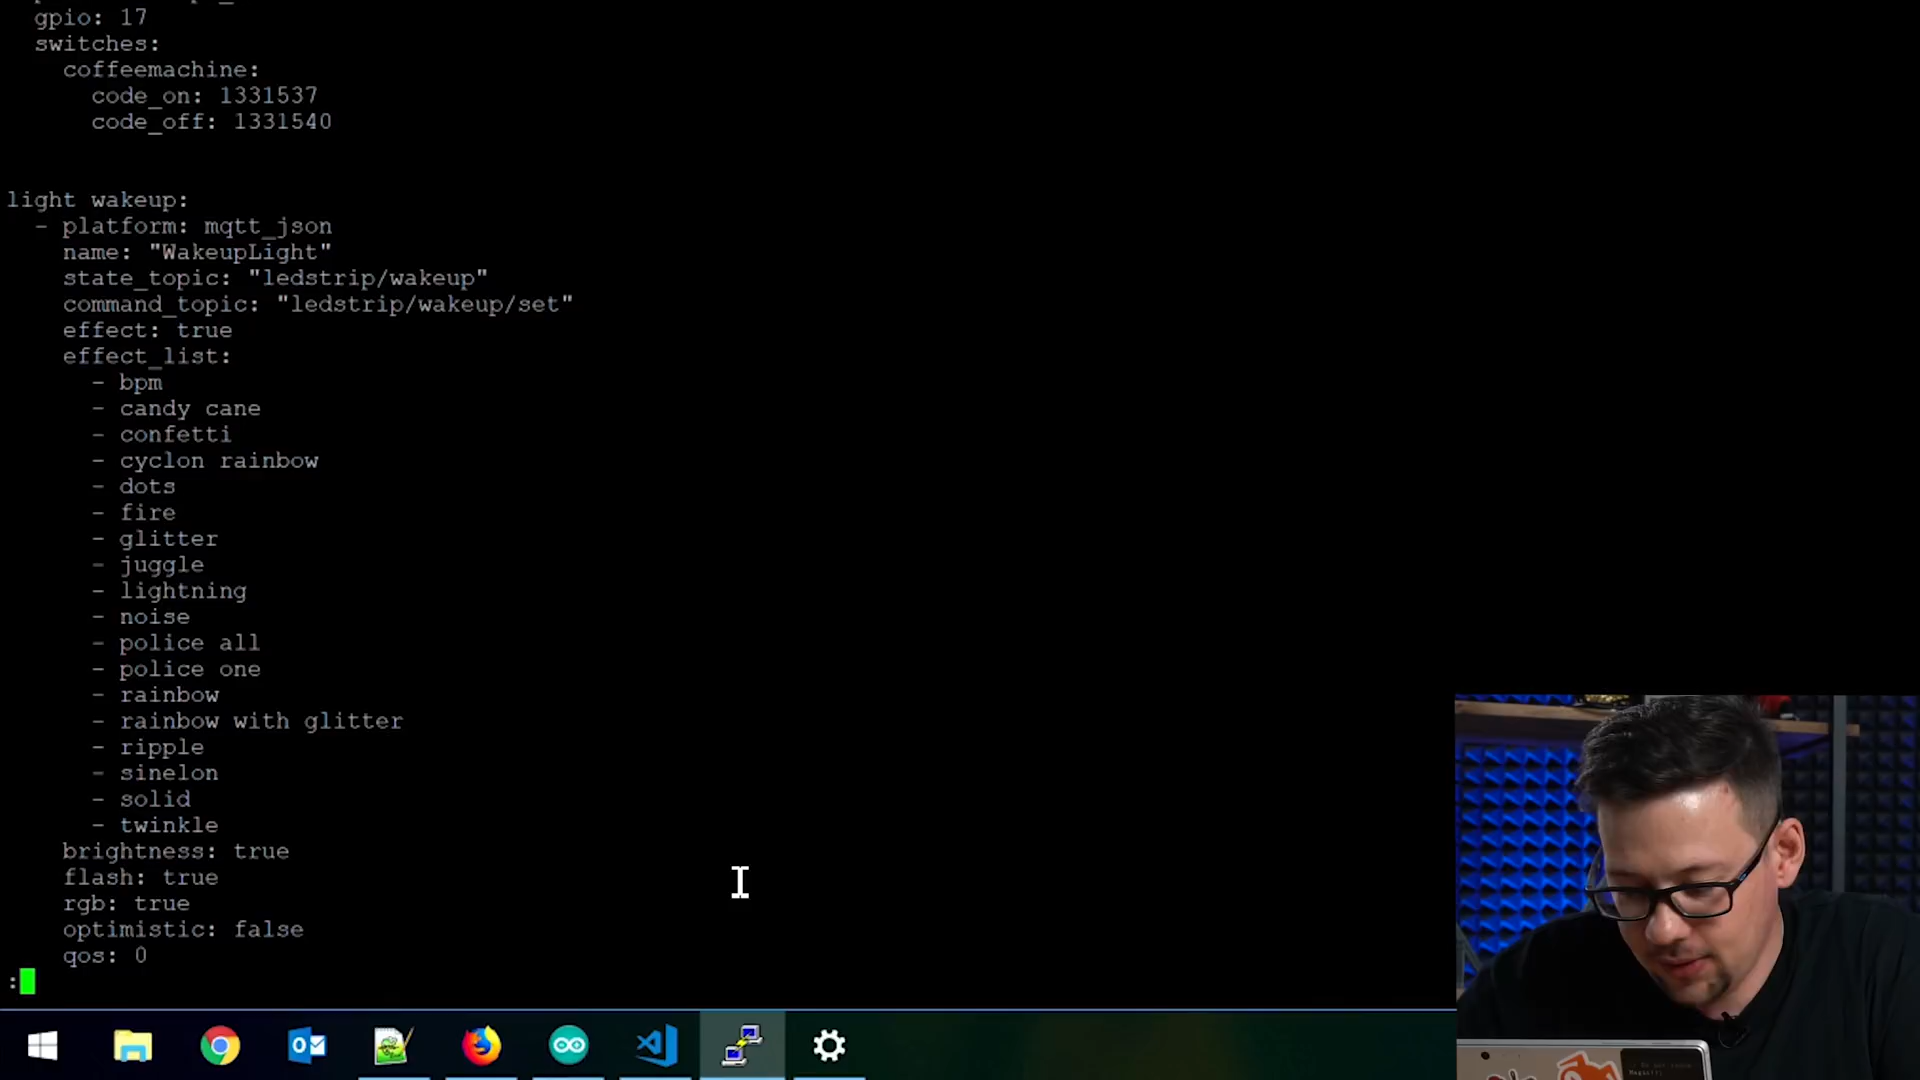 gpio: 17
switches:
coffeemachine:
code_on: 1331537
code_off: 1331540
light wakeup:
- platform: mqtt_json
name: "WakeupLight"
state_topic: "ledstrip/wakeup"
command_topic: "ledstrip/wakeup/set"
effect: true
effect_list:
- bpm
- candy cane
- confetti
- cyclon rainbow
- dots
- fire
- glitter
- juggle
- lightning
- noise
- police all
- police one
- rainbow
- rainbow with glitter
- ripple
- sinelon
- solid
- twinkle
brightness: true
flash: true
rgb: true
optimistic: false
qos: 0
: